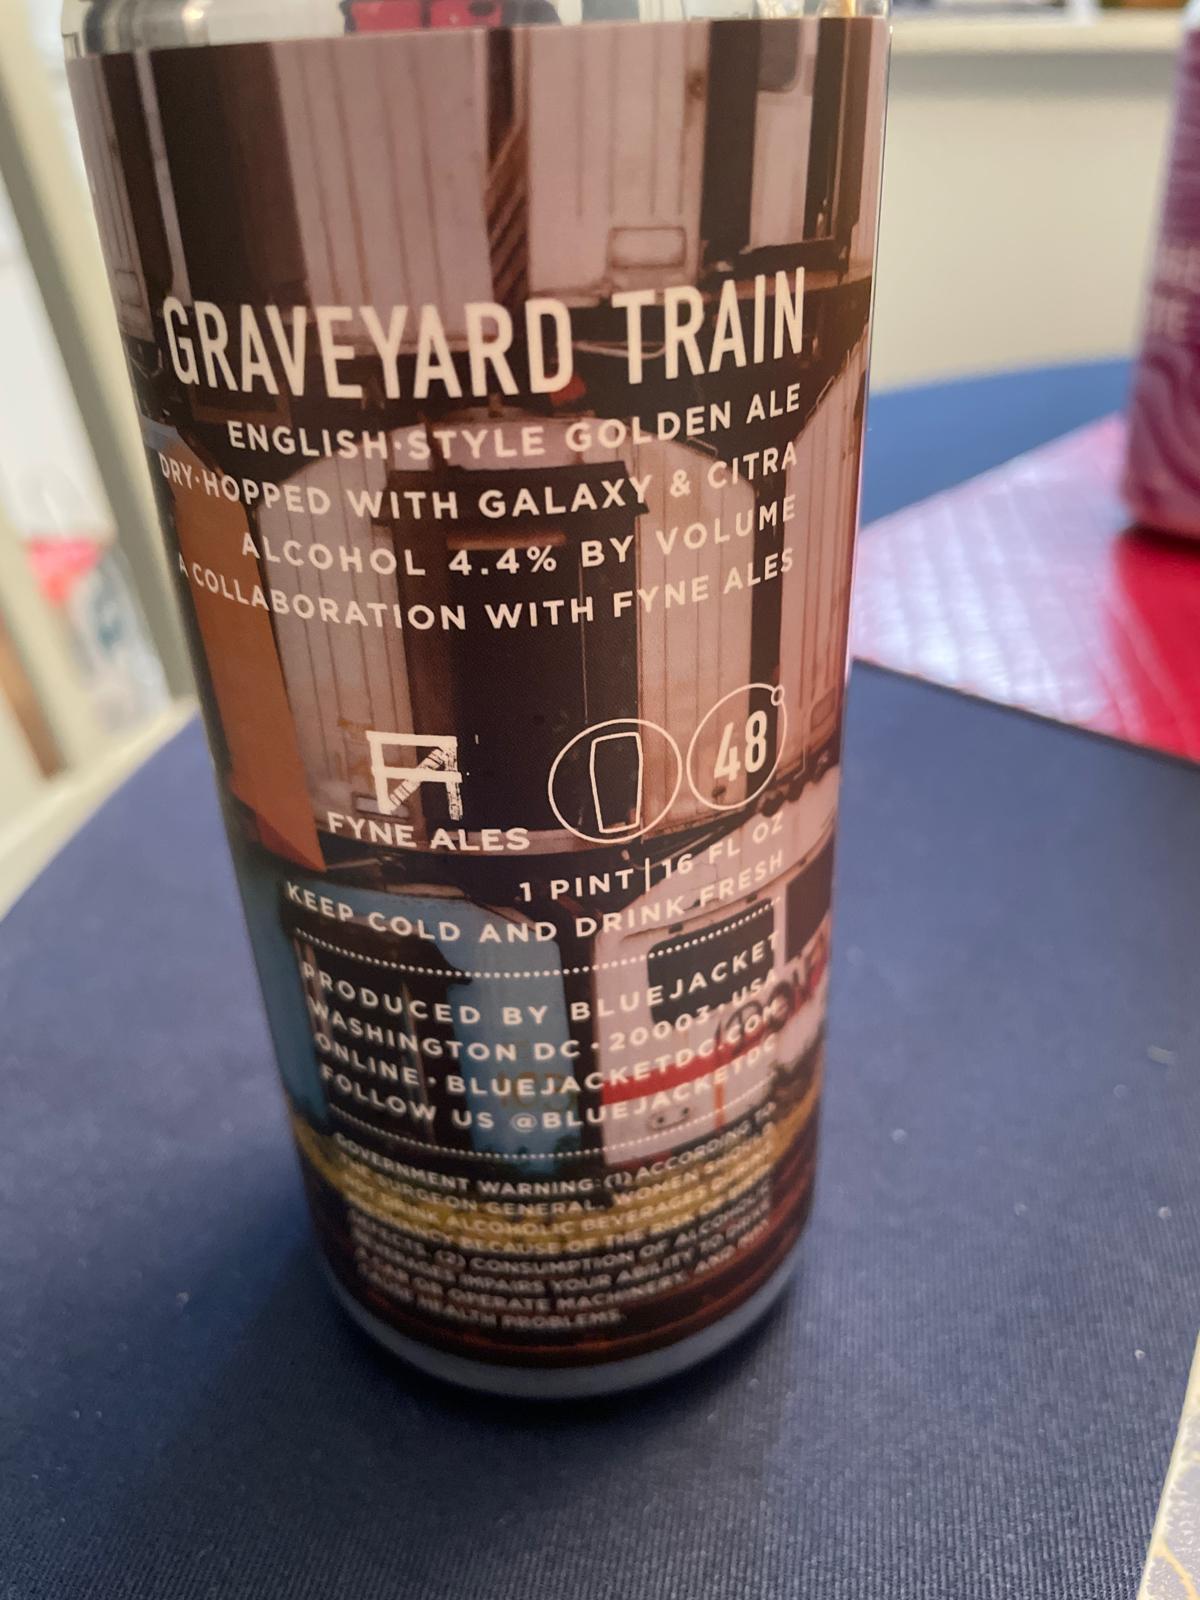 GRAVEYARD TRAIN
ENGLISH·STYLE GOLDEN ALE
DRY·HOPPED WITH GALAXY & CITRA
ALCOHOL 4.4% BY VOLUME
A COLLABORATION WITH FYNE ALES
48
FYNE ALES
1 PINT|16 FL OZ
KEEP COLD AND DRINK FRESH
PRODUCED BY BLUEJACKET
WASHINGTON DC · 20003 · USA
ONLINE · BLUEJACKETDC.COM
FOLLOW US @BLUEJACKETDC
GOVERNMENT WARNING: (1) ACCORDING TO
THE SURGEON GENERAL, WOMEN SHOULD
NOT DRINK ALCOHOLIC BEVERAGES DURING
PREGNANCY BECAUSE OF THE RISK OF BIRTH
DEFECTS. (2) CONSUMPTION OF ALCOHOLIC
BEVERAGES IMPAIRS YOUR ABILITY TO DRIVE
A CAR OR OPERATE MACHINERY, AND MAY
CAUSE HEALTH PROBLEMS.